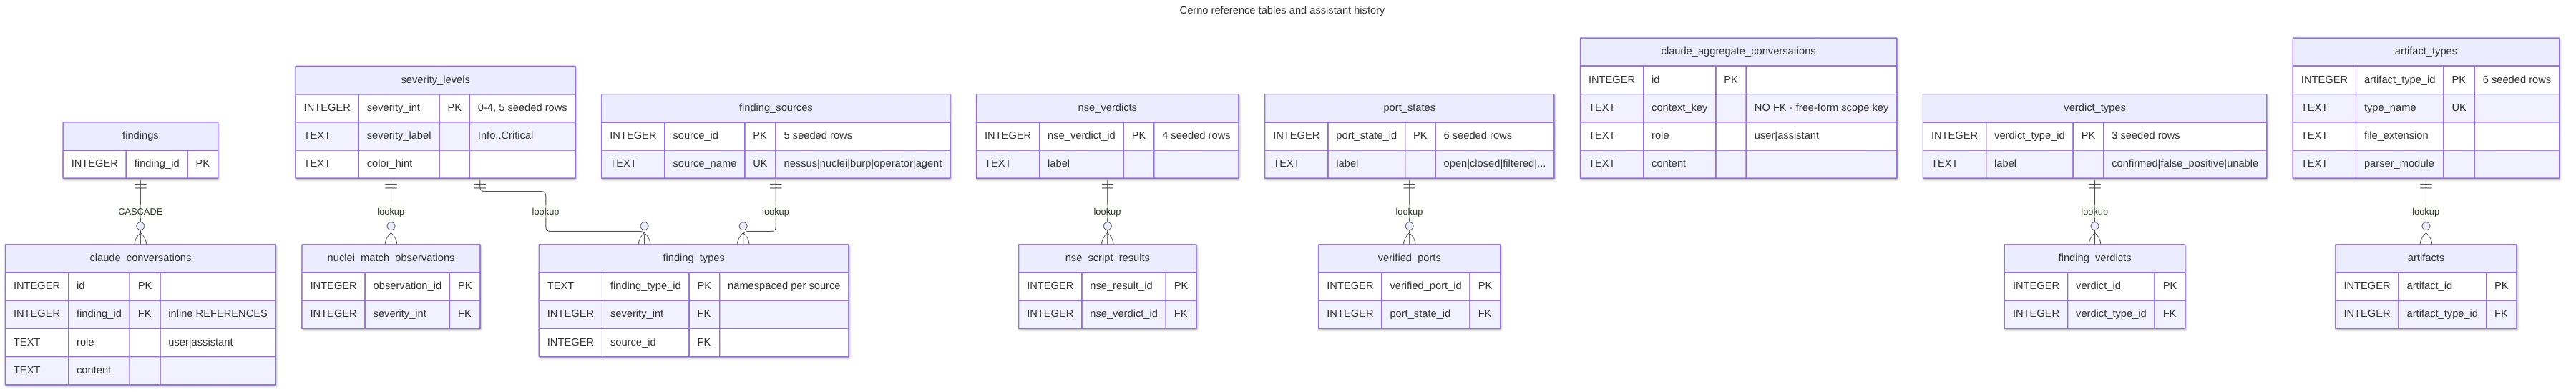 Cerno reference tables and assistant history
findings
INTEGER finding_id PK
severity_levels
INTEGER severity_int PK 0-4, 5 seeded rows
TEXT severity_label Info..Critical
TEXT color_hint
finding_sources
INTEGER source_id PK 5 seeded rows
TEXT source_name UK nessus|nuclei|burp|operator|agent
nse_verdicts
INTEGER nse_verdict_id PK 4 seeded rows
TEXT label
port_states
INTEGER port_state_id PK 6 seeded rows
TEXT label open|closed|filtered|...
claude_aggregate_conversations
INTEGER id PK
TEXT context_key NO FK - free-form scope key
TEXT role user|assistant
TEXT content
verdict_types
INTEGER verdict_type_id PK 3 seeded rows
TEXT label confirmed|false_positive|unable
artifact_types
INTEGER artifact_type_id PK 6 seeded rows
TEXT type_name UK
TEXT file_extension
TEXT parser_module
CASCADE
lookup
lookup
lookup
lookup
lookup
lookup
lookup
claude_conversations
INTEGER id PK
INTEGER finding_id FK inline REFERENCES
TEXT role user|assistant
TEXT content
nuclei_match_observations
INTEGER observation_id PK
INTEGER severity_int FK
finding_types
TEXT finding_type_id PK namespaced per source
INTEGER severity_int FK
INTEGER source_id FK
nse_script_results
INTEGER nse_result_id PK
INTEGER nse_verdict_id FK
verified_ports
INTEGER verified_port_id PK
INTEGER port_state_id FK
finding_verdicts
INTEGER verdict_id PK
INTEGER verdict_type_id FK
artifacts
INTEGER artifact_id PK
INTEGER artifact_type_id FK